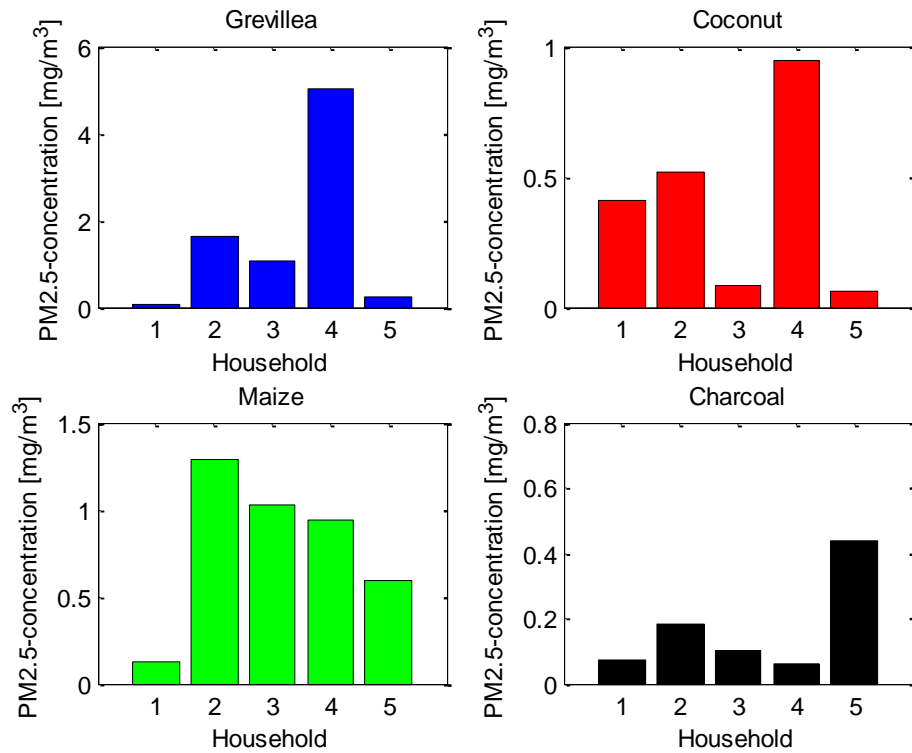 Grevillea
PM2.5-concentration [mg/m³]
6
4
2
0
1 2 3 4 5
Household
Coconut
PM2.5-concentration [mg/m³]
1
0.5
0
1 2 3 4 5
Household
Maize
PM2.5-concentration [mg/m³]
1.5
1
0.5
0
1 2 3 4 5
Household
Charcoal
PM2.5-concentration [mg/m³]
0.8
0.6
0.4
0.2
0
1 2 3 4 5
Household